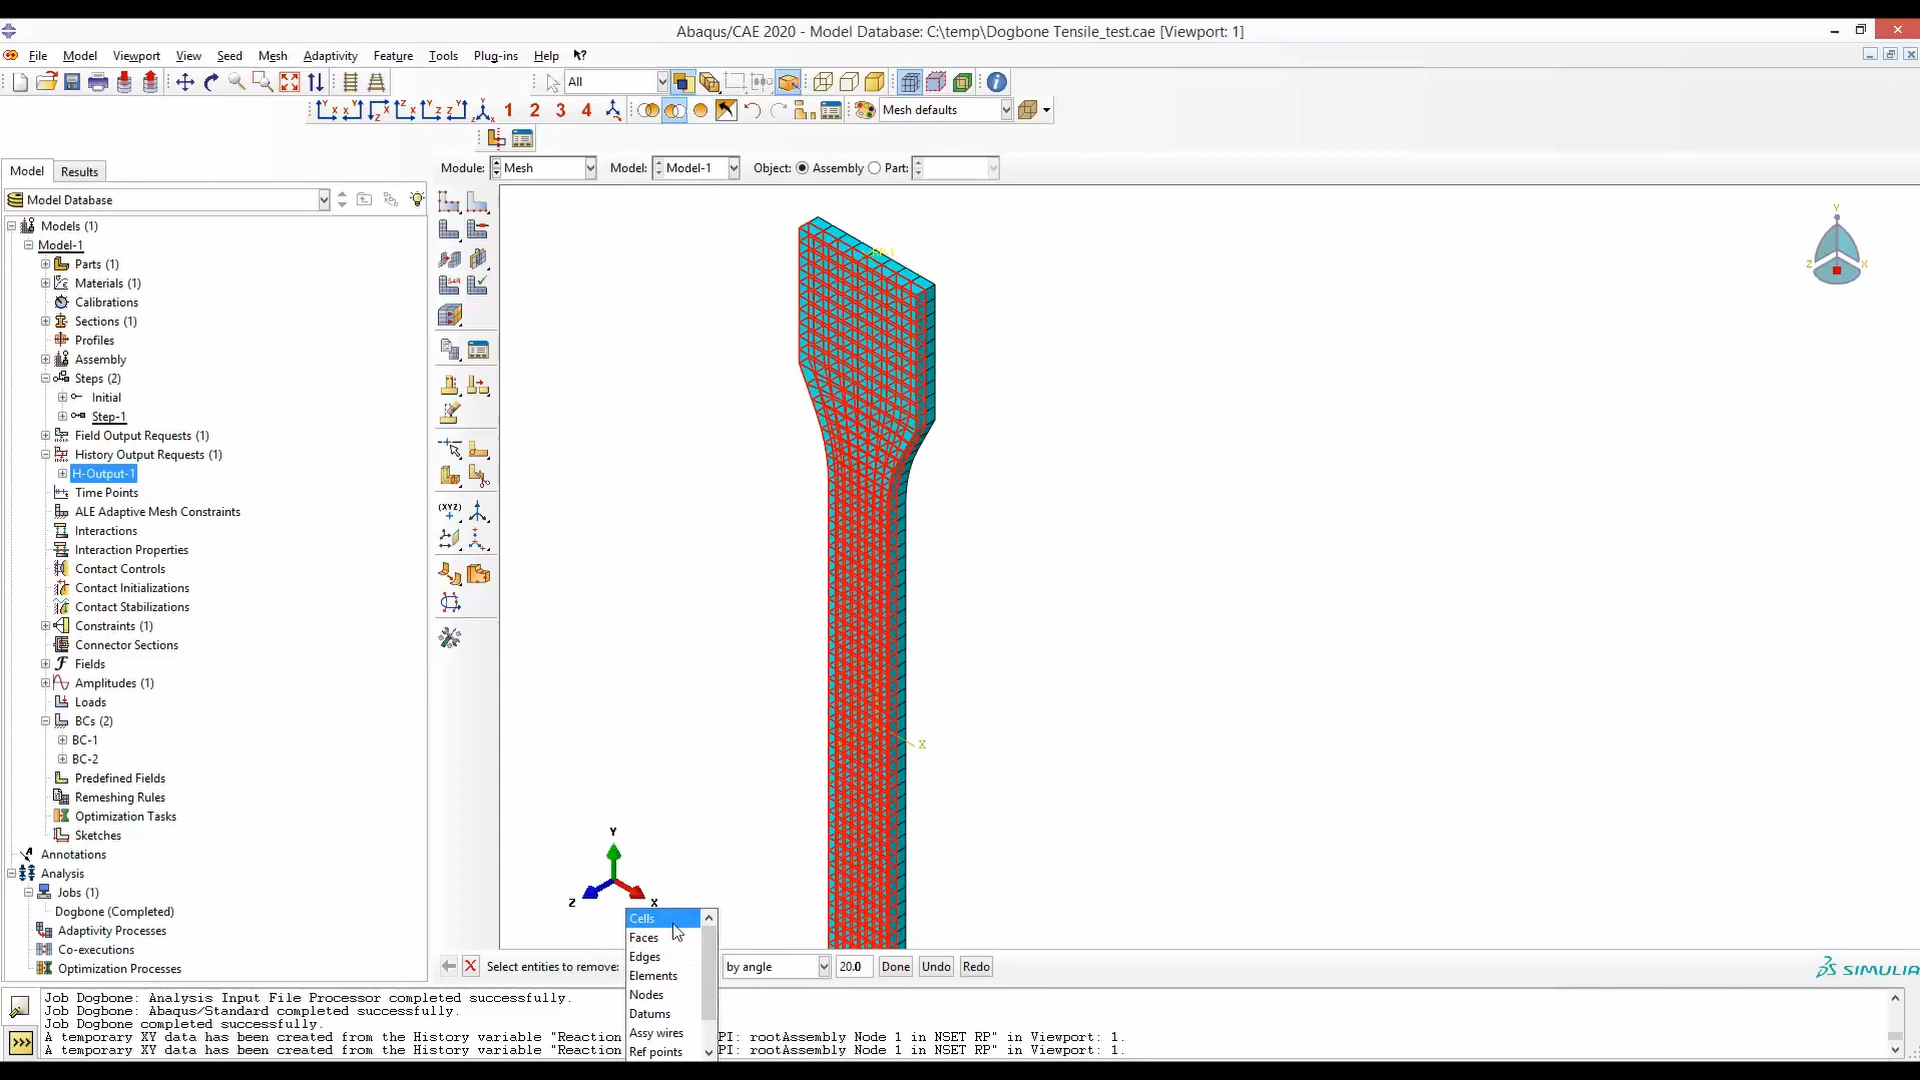 Abaqus/CAE 2020 - Model Database: C:\temp\Dogbone Tensile_test.cae [Viewport: 1]
File Model Viewport View Seed Mesh Adaptivity Feature Tools Plug-ins Help
All
1 2 3 4 Mesh defaults
Module: Mesh Model: Model-1 Object: Assembly Part:
Model Results
Model Database
Models (1)
Model-1
Parts (1)
Materials (1)
Calibrations
Sections (1)
Profiles
Assembly
Steps (2)
Initial
Step-1
Field Output Requests (1)
History Output Requests (1)
H-Output-1
Time Points
ALE Adaptive Mesh Constraints
Interactions
Interaction Properties
Contact Controls
Contact Initializations
Contact Stabilizations
Constraints (1)
Connector Sections
Fields
Amplitudes (1)
Loads
BCs (2)
BC-1
BC-2
Predefined Fields
Remeshing Rules
Optimization Tasks
Sketches
Annotations
Analysis
Jobs (1)
Dogbone (Completed)
Adaptivity Processes
Co-executions
Optimization Processes
S4R
(XYZ)
Y
Z X
X
Y
Z X
Cells
Faces
Edges
Elements
Nodes
Datums
Assy wires
Ref points
Select entities to remove: by angle 20.0 Done Undo Redo
SIMULIA
Job Dogbone: Analysis Input File Processor completed successfully.
Job Dogbone: Abaqus/Standard completed successfully.
Job Dogbone completed successfully.
A temporary XY data has been created from the History variable "Reaction PI: rootAssembly Node 1 in NSET RP" in Viewport: 1.
A temporary XY data has been created from the History variable "Reaction PI: rootAssembly Node 1 in NSET RP" in Viewport: 1.